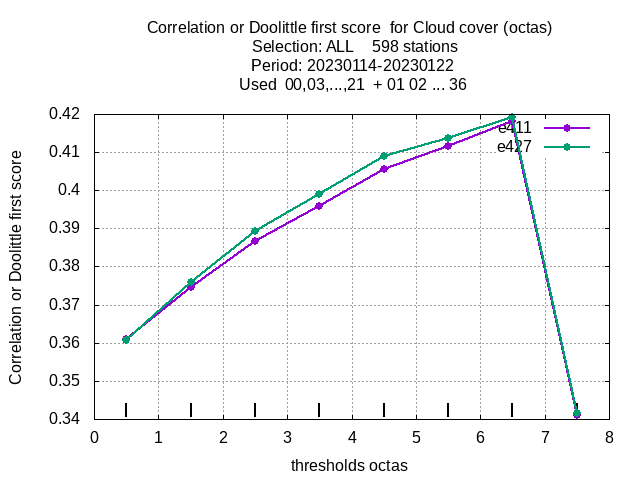 Correlation or Doolittle first score  for Cloud cover (octas)
Selection: ALL    598 stations
Period: 20230114-20230122
Used  00,03,...,21  + 01 02 ... 36
Correlation or Doolittle first score
0.42
0.41
0.4
0.39
0.38
0.37
0.36
0.35
0.34
e411
e427
0 1 2 3 4 5 6 7 8
thresholds octas